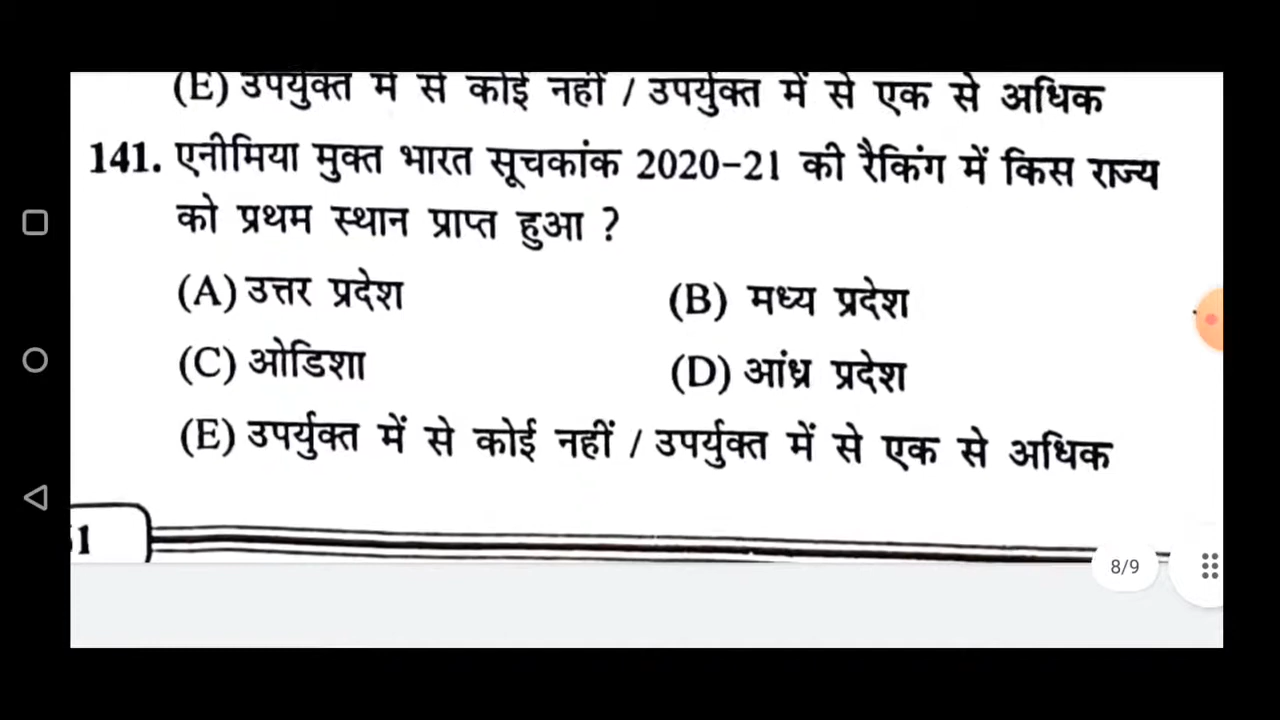 (E) उपर्युक्त में से कोई नहीं / उपर्युक्त में से एक से अधिक
141. एनीमिया मुक्त भारत सूचकांक 2020-21 की रैकिंग में किस राज्य
को प्रथम स्थान प्राप्त हुआ ?
(A) उत्तर प्रदेश (B) मध्य प्रदेश
(C) ओडिशा (D) आंध्र प्रदेश
(E) उपर्युक्त में से कोई नहीं / उपर्युक्त में से एक से अधिक
8/9